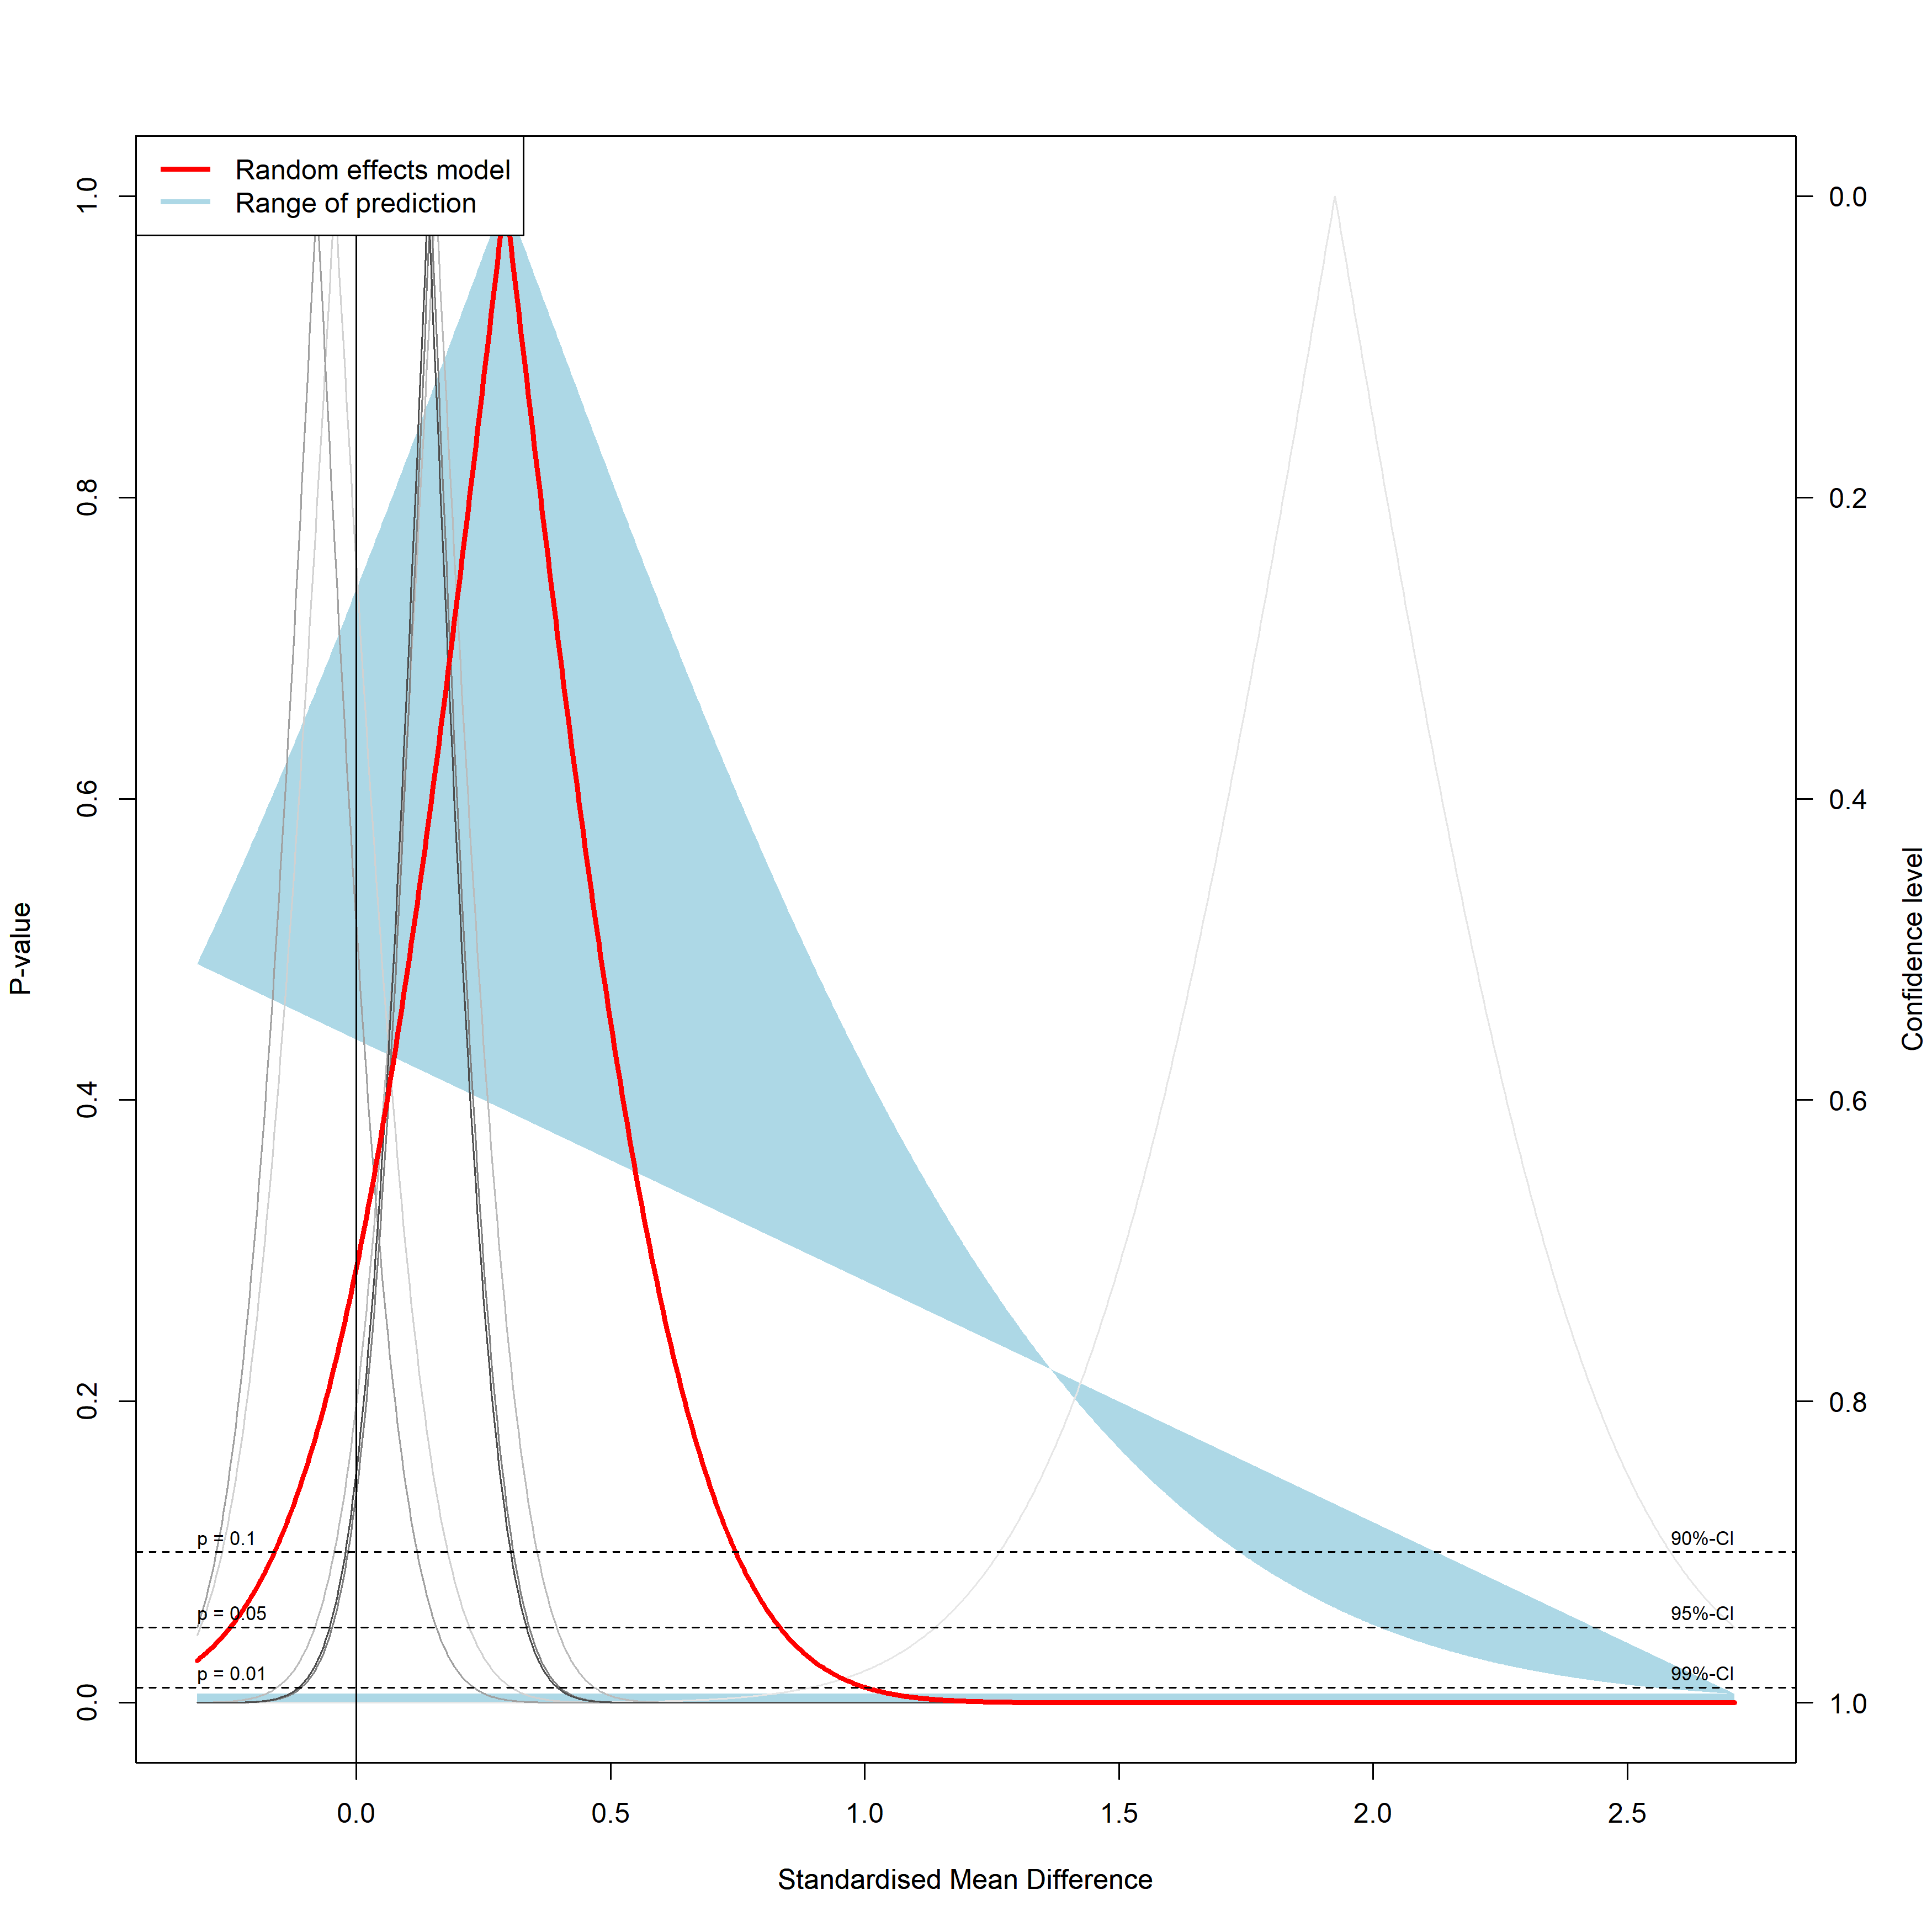 Random effects model
Range of prediction
1.0
0.8
0.6
0.4
0.2
0.0
P-value
0.0
0.2
0.4
0.6
0.8
1.0
Confidence level
p = 0.1
90%-CI
p = 0.05
95%-CI
p = 0.01
99%-CI
0.0
0.5
1.0
1.5
2.0
2.5
Standardised Mean Difference